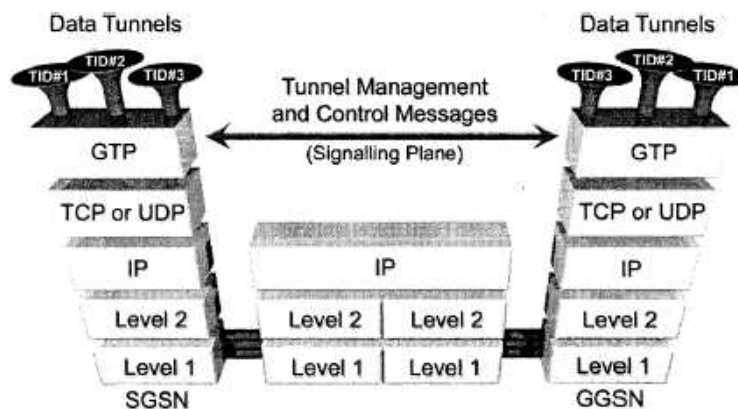 Data Tunnels
Data Tunnels
TID#1
TID#2
TID#3
TID#3
TID#2
TID#1
Tunnel Management
and Control Messages
(Signalling Plane)
GTP
GTP
TCP or UDP
TCP or UDP
IP
IP
IP
Level 2
Level 2
Level 2
Level 2
Level 1
Level 1
Level 1
Level 1
SGSN
GGSN